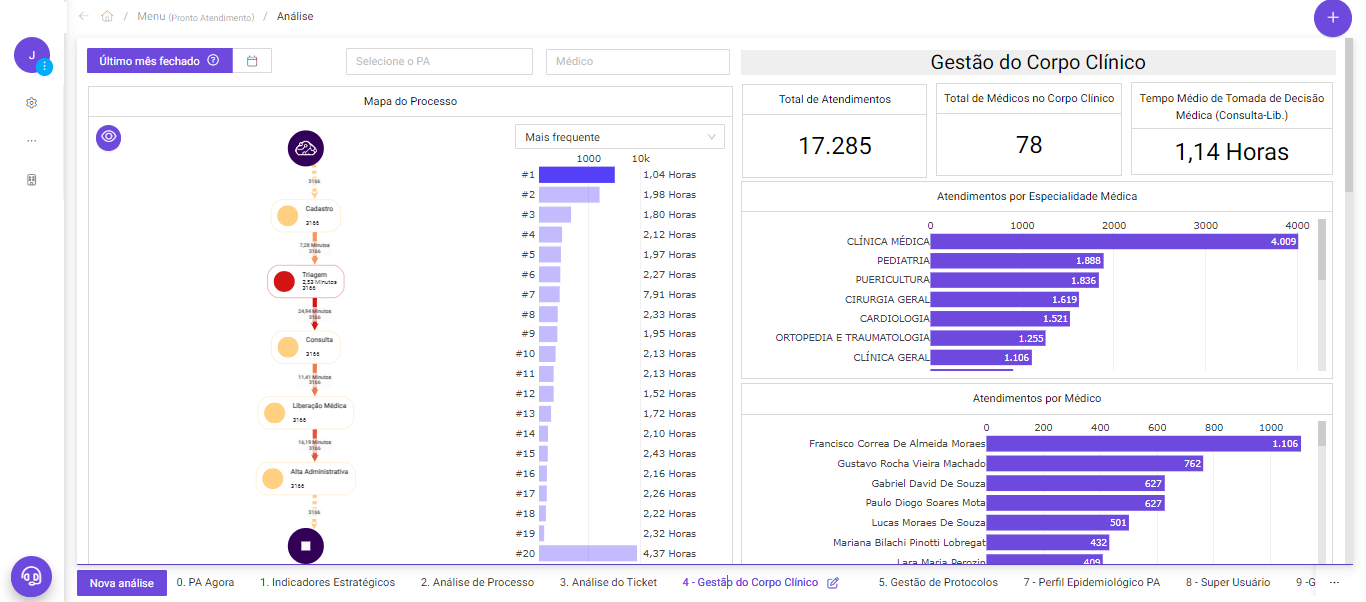 Menu (Pronto Atendimento) / Análise
J
Último mês fechado
Selecione o PA
Médico
Gestão do Corpo Clínico
Mapa do Processo
3166
Cadastro
3166
7,28 Minutos
3166
Triagem
2,53 Minutos
3166
24,94 Minutos
3166
Consulta
3166
11,41 Minutos
3166
Liberação Médica
3166
16,19 Minutos
3166
Alta Administrativa
3166
3166
Mais frequente
1000 10k
#1 1,04 Horas
#2 1,98 Horas
#3 1,80 Horas
#4 2,12 Horas
#5 1,97 Horas
#6 2,27 Horas
#7 7,91 Horas
#8 2,33 Horas
#9 1,95 Horas
#10 2,13 Horas
#11 2,13 Horas
#12 1,52 Horas
#13 1,72 Horas
#14 2,10 Horas
#15 2,43 Horas
#16 2,16 Horas
#17 2,26 Horas
#18 2,22 Horas
#19 2,32 Horas
#20 4,37 Horas
Total de Atendimentos
17.285
Total de Médicos no Corpo Clínico
78
Tempo Médio de Tomada de Decisão
Médica (Consulta-Lib.)
1,14 Horas
Atendimentos por Especialidade Médica
0 1000 2000 3000 4000
CLÍNICA MÉDICA 4.009
PEDIATRIA 1.888
PUERICULTURA 1.836
CIRURGIA GERAL 1.619
CARDIOLOGIA 1.521
ORTOPEDIA E TRAUMATOLOGIA 1.255
CLÍNICA GERAL 1.106
Atendimentos por Médico
0 200 400 600 800 1000
Francisco Correa De Almeida Moraes 1.106
Gustavo Rocha Vieira Machado 762
Gabriel David De Souza 627
Paulo Diogo Soares Mota 627
Lucas Moraes De Souza 501
Mariana Bilachi Pinotti Lobregat 432
Lara Maria Perozin 409
Nova análise 0. PA Agora 1. Indicadores Estratégicos 2. Análise de Processo 3. Análise do Ticket 4 - Gestão do Corpo Clínico 5. Gestão de Protocolos 7 - Perfil Epidemiológico PA 8 - Super Usuário 9 -G ...